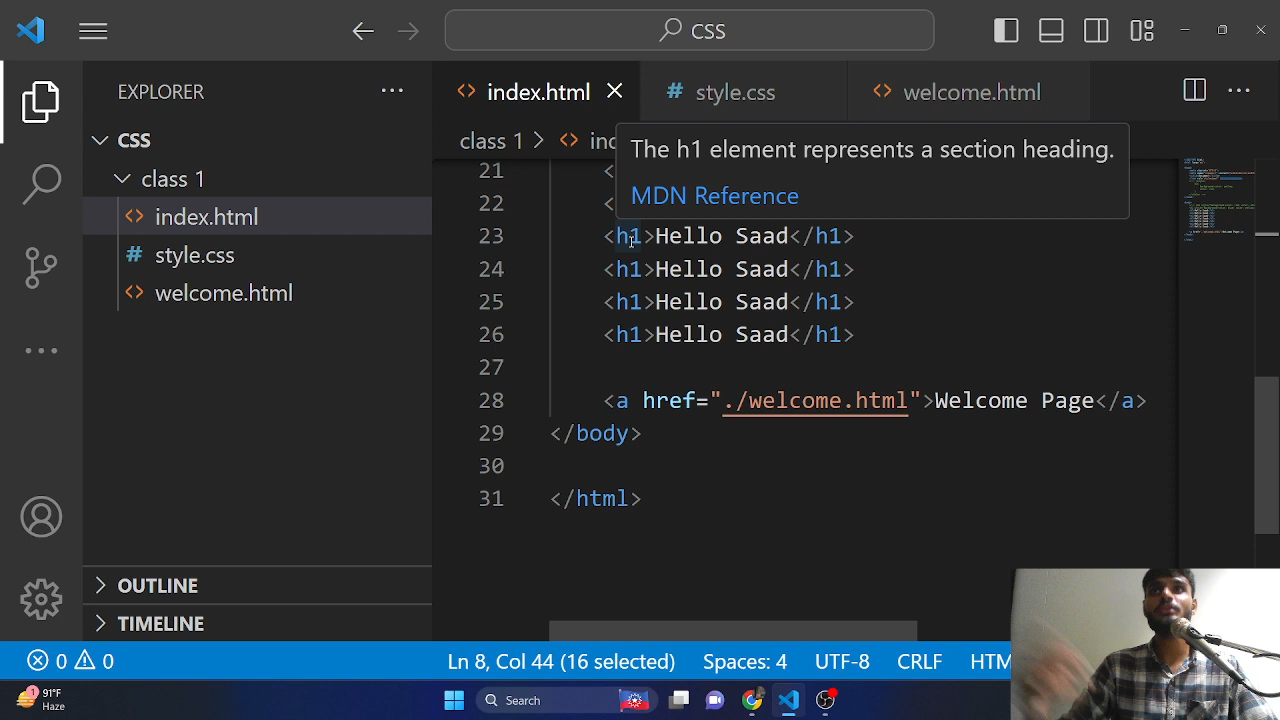 CSS
EXPLORER
index.html
style.css
welcome.html
CSS
class 1
index.html
style.css
welcome.html
OUTLINE
TIMELINE
class 1
The h1 element represents a section heading.
MDN Reference
21 <
22 <
23 <h1>Hello Saad</h1>
24 <h1>Hello Saad</h1>
25 <h1>Hello Saad</h1>
26 <h1>Hello Saad</h1>
27
28 <a href="./welcome.html">Welcome Page</a>
29 </body>
30
31 </html>
0 0
Ln 8, Col 44 (16 selected)
Spaces: 4
UTF-8
CRLF
1
91°F
Haze
Search